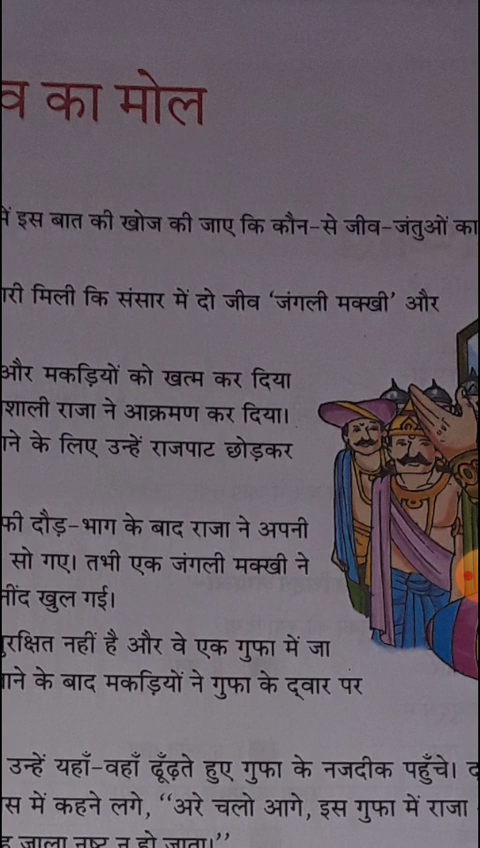 व का मोल
में इस बात की खोज की जाए कि कौन-से जीव-जंतुओं का
री मिली कि संसार में दो जीव ‘जंगली मक्खी’ और
और मकड़ियों को खत्म कर दिया
शाली राजा ने आक्रमण कर दिया।
ने के लिए उन्हें राजपाट छोड़कर
फी दौड़-भाग के बाद राजा ने अपनी
सो गए। तभी एक जंगली मक्खी ने
नींद खुल गई।
रक्षित नहीं है और वे एक गुफा में जा
ाने के बाद मकड़ियों ने गुफा के द्वार पर
उन्हें यहाँ-वहाँ ढूँढ़ते हुए गुफा के नजदीक पहुँचे।
स में कहने लगे, “अरे चलो आगे, इस गुफा में राजा
जाला नष्ट न हो जाता।”